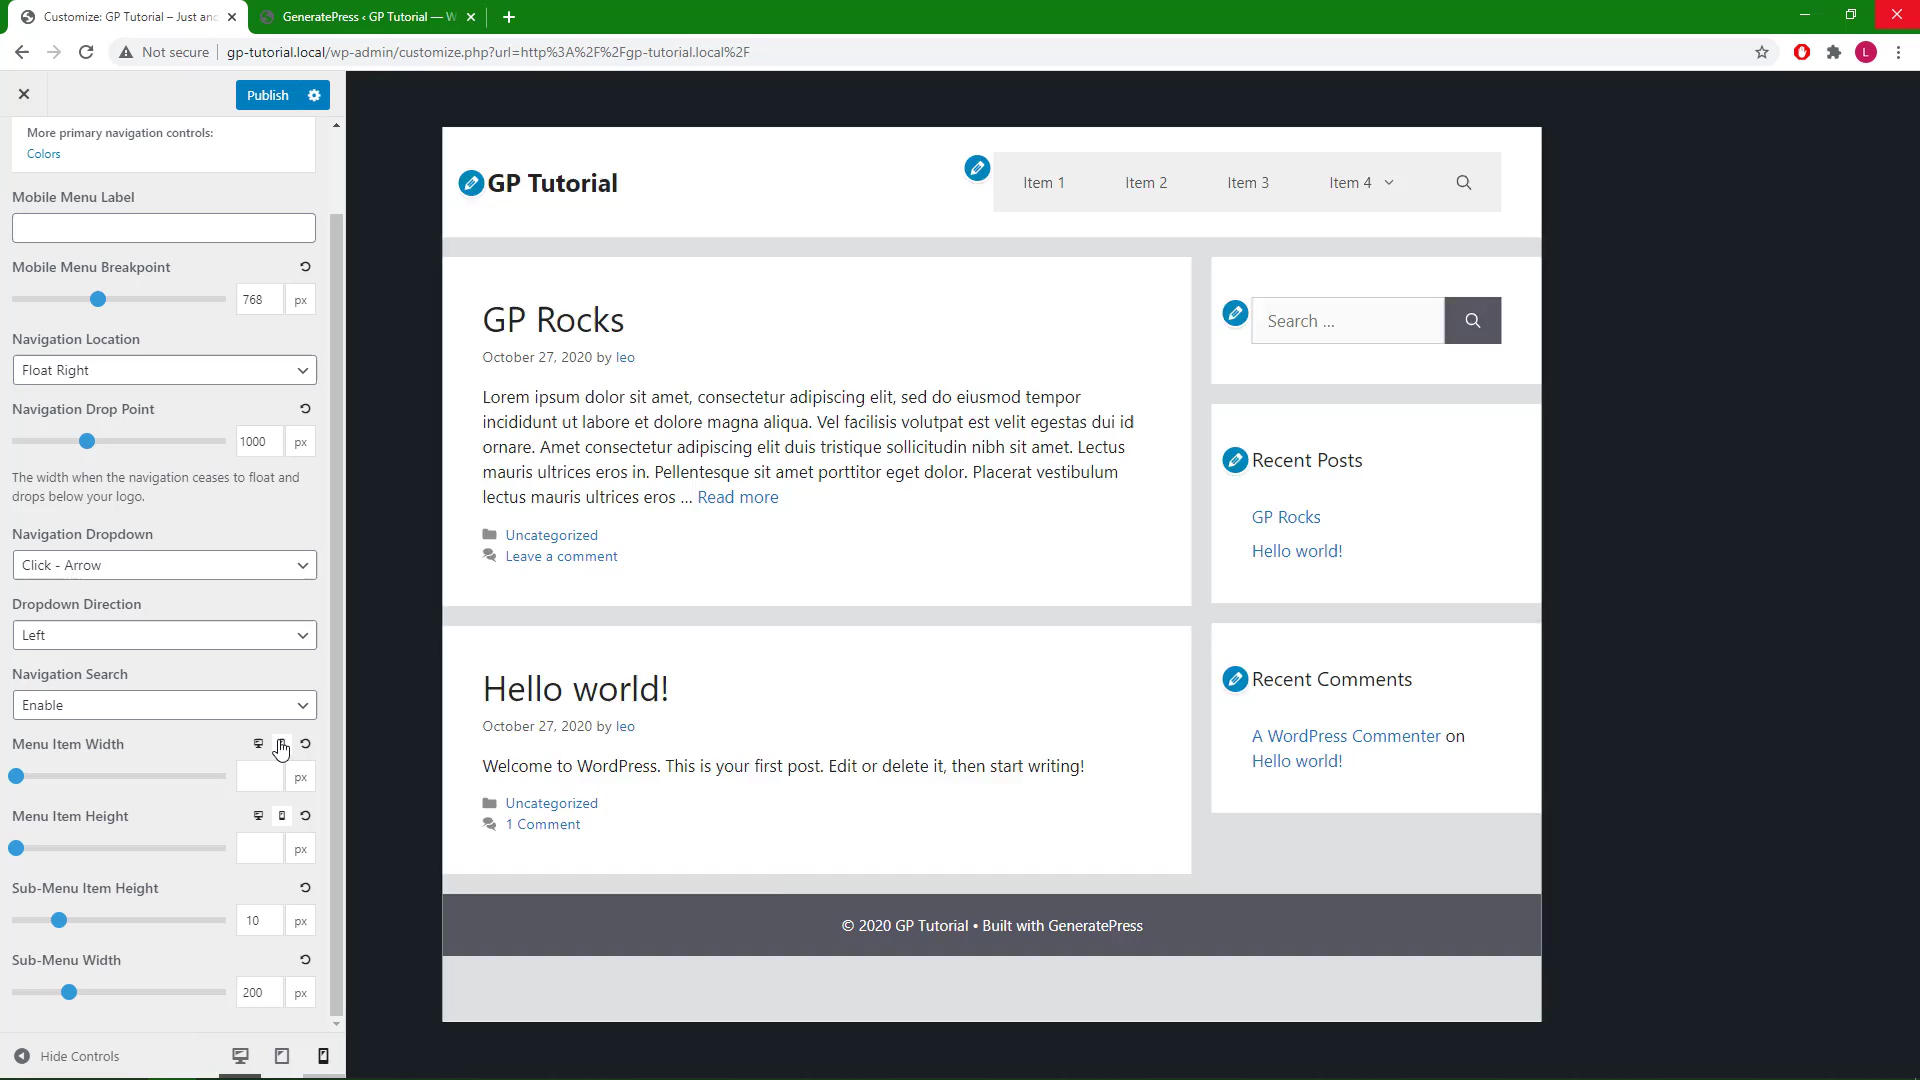 Customize: GP Tutorial – Just anc
GeneratePress ‹ GP Tutorial — W
Not secure
gp-tutorial.local/wp-admin/customize.php?url=http%3A%2F%2Fgp-tutorial.local%2F
L
Publish
More primary navigation controls:
Colors
Mobile Menu Label
Mobile Menu Breakpoint
768 px
Navigation Location
Float Right
Navigation Drop Point
1000 px
The width when the navigation ceases to float and
drops below your logo.
Navigation Dropdown
Click - Arrow
Dropdown Direction
Left
Navigation Search
Enable
Menu Item Width
px
Menu Item Height
px
Sub-Menu Item Height
10 px
Sub-Menu Width
200 px
Hide Controls
GP Tutorial
Item 1 Item 2 Item 3 Item 4
GP Rocks
October 27, 2020 by leo
Lorem ipsum dolor sit amet, consectetur adipiscing elit, sed do eiusmod tempor
incididunt ut labore et dolore magna aliqua. Vel facilisis volutpat est velit egestas dui id
ornare. Amet consectetur adipiscing elit duis tristique sollicitudin nibh sit amet. Lectus
mauris ultrices eros in. Pellentesque sit amet porttitor eget dolor. Placerat vestibulum
lectus mauris ultrices eros ... Read more
Uncategorized
Leave a comment
Hello world!
October 27, 2020 by leo
Welcome to WordPress. This is your first post. Edit or delete it, then start writing!
Uncategorized
1 Comment
Search ...
Recent Posts
GP Rocks
Hello world!
Recent Comments
A WordPress Commenter on
Hello world!
© 2020 GP Tutorial • Built with GeneratePress